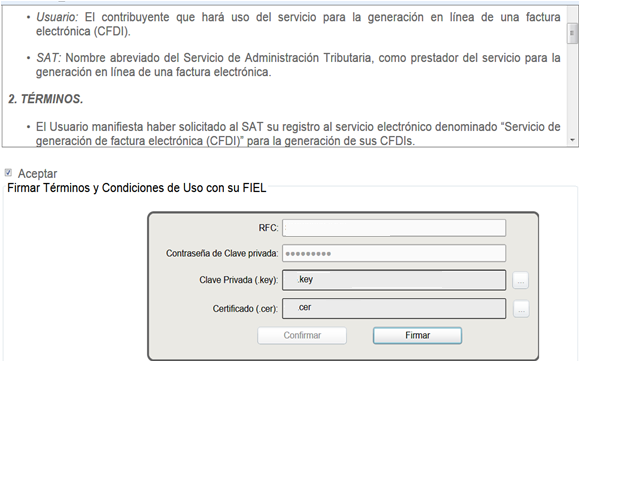 • Usuario: El contribuyente que hará uso del servicio para la generación en línea de una factura
electrónica (CFDI).
• SAT: Nombre abreviado del Servicio de Administración Tributaria, como prestador del servicio para la
generación en línea de una factura electrónica.
2. TÉRMINOS.
• El Usuario manifiesta haber solicitado al SAT su registro al servicio electrónico denominado “Servicio de
generación de factura electrónica (CFDI)” para la generación de sus CFDIs.
Aceptar
Firmar Términos y Condiciones de Uso con su FIEL
RFC:
Contraseña de Clave privada: •••••••••
Clave Privada (.key): .key ...
Certificado (.cer): .cer ...
Confirmar Firmar